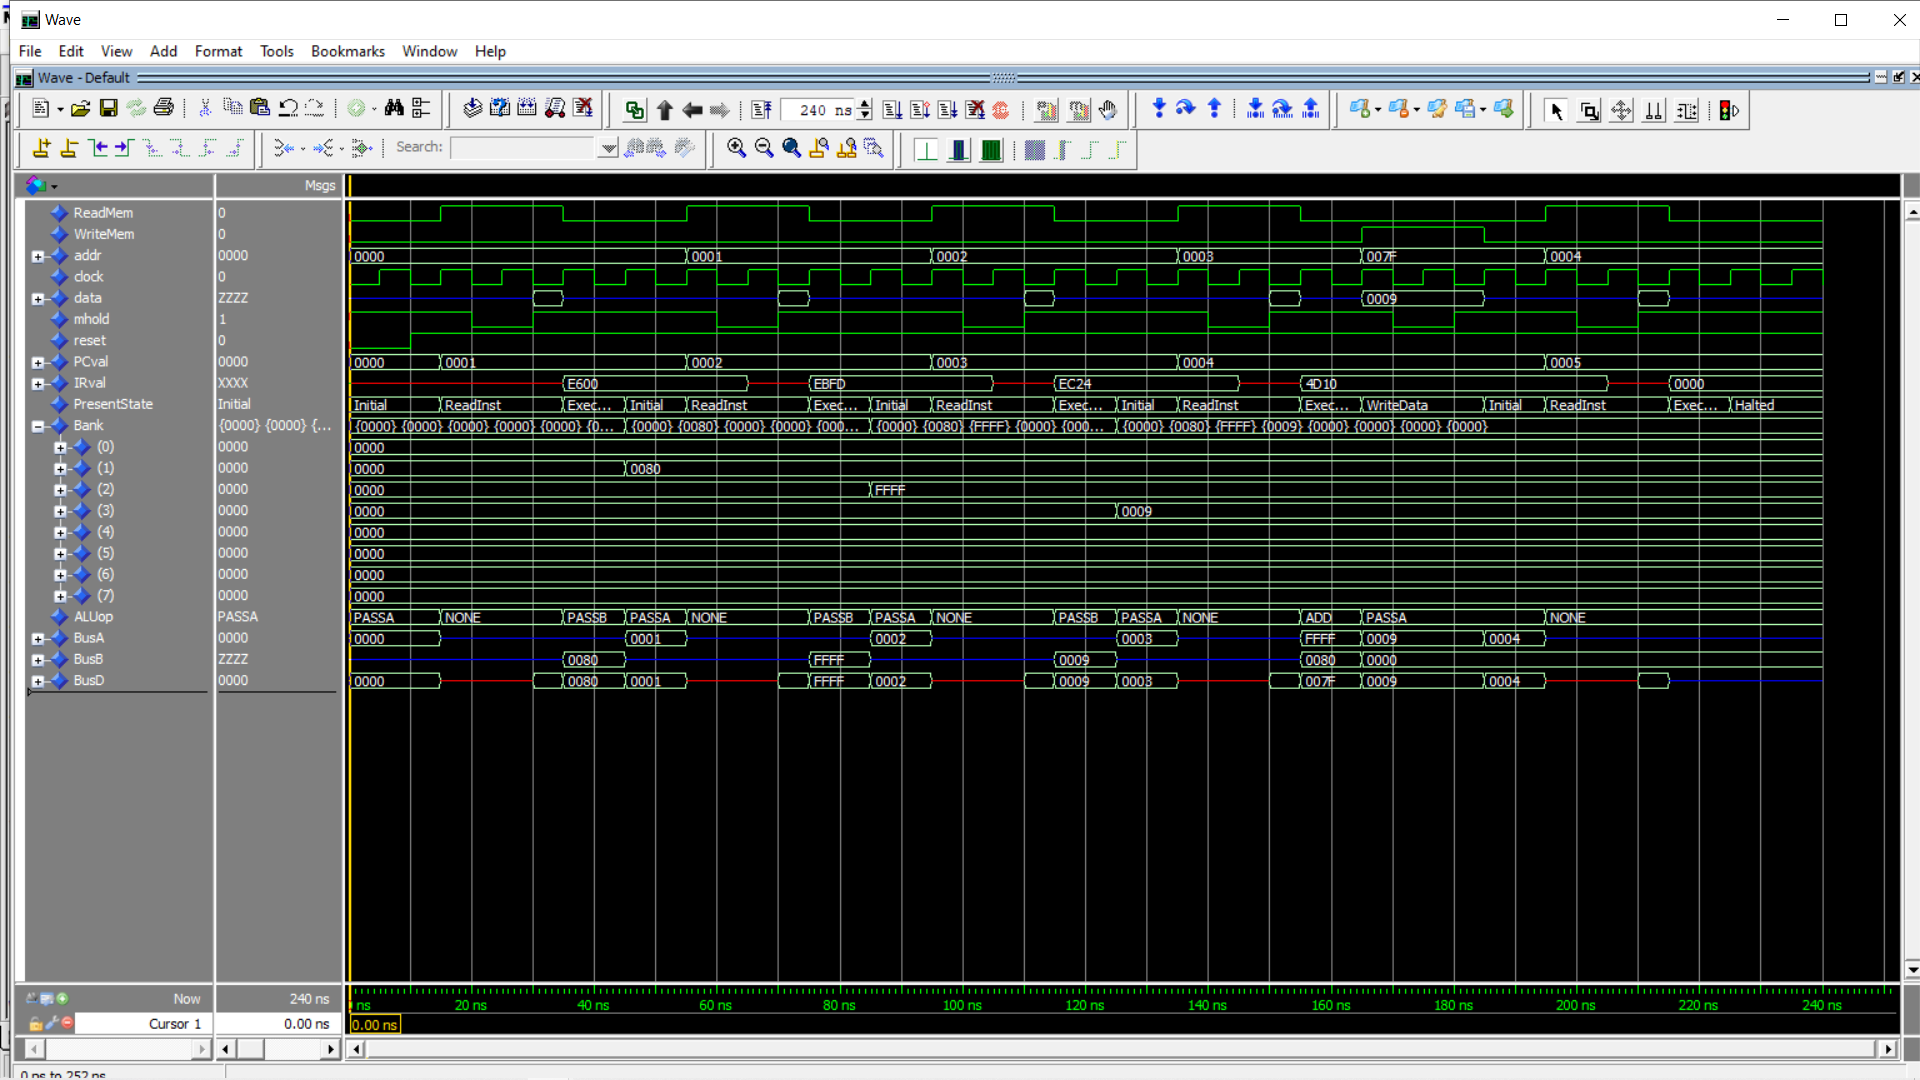 Wave
File Edit View Add Format Tools Bookmarks Window Help
Wave - Default
240 ns
Search:
Msgs
ReadMem 0
WriteMem 0
addr 0000 0000 0001 0002 0003 007F 0004
clock 0
data ZZZZ 0009
mhold 1
reset 0
PCval 0000 0000 0001 0002 0003 0004 0005
IRval XXXX E600 EBFD EC24 4D10 0000
PresentState Initial Initial ReadInst Exec... Initial ReadInst Exec... Initial ReadInst Exec... Initial ReadInst Exec... WriteData Initial ReadInst Exec... Halted
Bank {0000} {0000} {... {0000} {0000} {0000} {0000} {0000} {0... {0000} {0080} {0000} {0000} {000... {0000} {0080} {FFFF} {0000} {000... {0000} {0080} {FFFF} {0009} {0000} {0000} {0000} {0000}
(0) 0000 0000
(1) 0000 0000 0080
(2) 0000 0000 FFFF
(3) 0000 0000 0009
(4) 0000 0000
(5) 0000 0000
(6) 0000 0000
(7) 0000 0000
ALUop PASSA PASSA NONE PASSB PASSA NONE PASSB PASSA NONE PASSB PASSA NONE ADD PASSA NONE
BusA 0000 0000 0001 0002 0003 FFFF 0009 0004
BusB ZZZZ 0080 FFFF 0009 0080 0000
BusD 0000 0000 0080 0001 FFFF 0002 0009 0003 007F 0009 0004
Now 240 ns ns 20 ns 40 ns 60 ns 80 ns 100 ns 120 ns 140 ns 160 ns 180 ns 200 ns 220 ns 240 ns
Cursor 1 0.00 ns 0.00 ns
0 ns to 252 ns